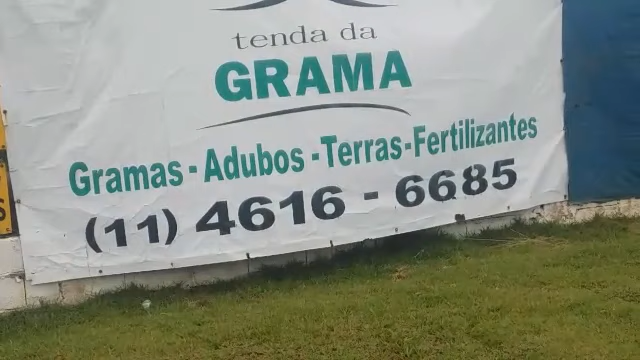 tenda da
GRAMA
Gramas - Adubos - Terras - Fertilizantes
(11) 4616 - 6685